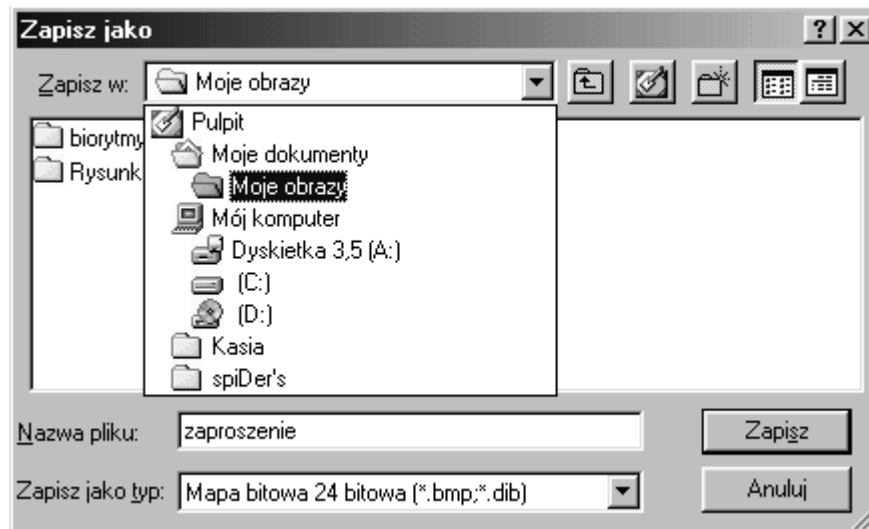 Zapisz jako
Zapisz w: Moje obrazy
Pulpit
biorytmy
Moje dokumenty
Moje obrazy
Mój komputer
Dyskietka 3,5 (A:)
(C:)
(D:)
Kasia
spiDer's
Nazwa pliku: zaproszenie Zapisz
Zapisz jako typ: Mapa bitowa 24 bitowa (*.bmp;*.dib) Anuluj